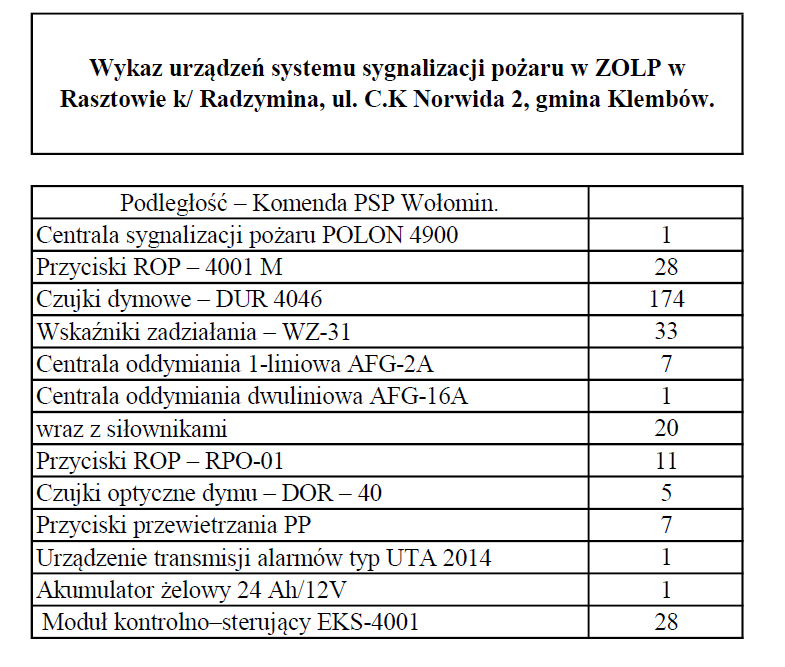 Wykaz urządzeń systemu sygnalizacji pożaru w ZOLP w
Rasztowie k/ Radzymina, ul. C.K Norwida 2, gmina Klembów.
Podległość – Komenda PSP Wołomin.
Centrala sygnalizacji pożaru POLON 4900 1
Przyciski ROP – 4001 M 28
Czujki dymowe – DUR 4046 174
Wskaźniki zadziałania – WZ-31 33
Centrala oddymiania 1-liniowa AFG-2A 7
Centrala oddymiania dwuliniowa AFG-16A 1
wraz z siłownikami 20
Przyciski ROP – RPO-01 11
Czujki optyczne dymu – DOR – 40 5
Przyciski przewietrzania PP 7
Urządzenie transmisji alarmów typ UTA 2014 1
Akumulator żelowy 24 Ah/12V 1
Moduł kontrolno–sterujący EKS-4001 28